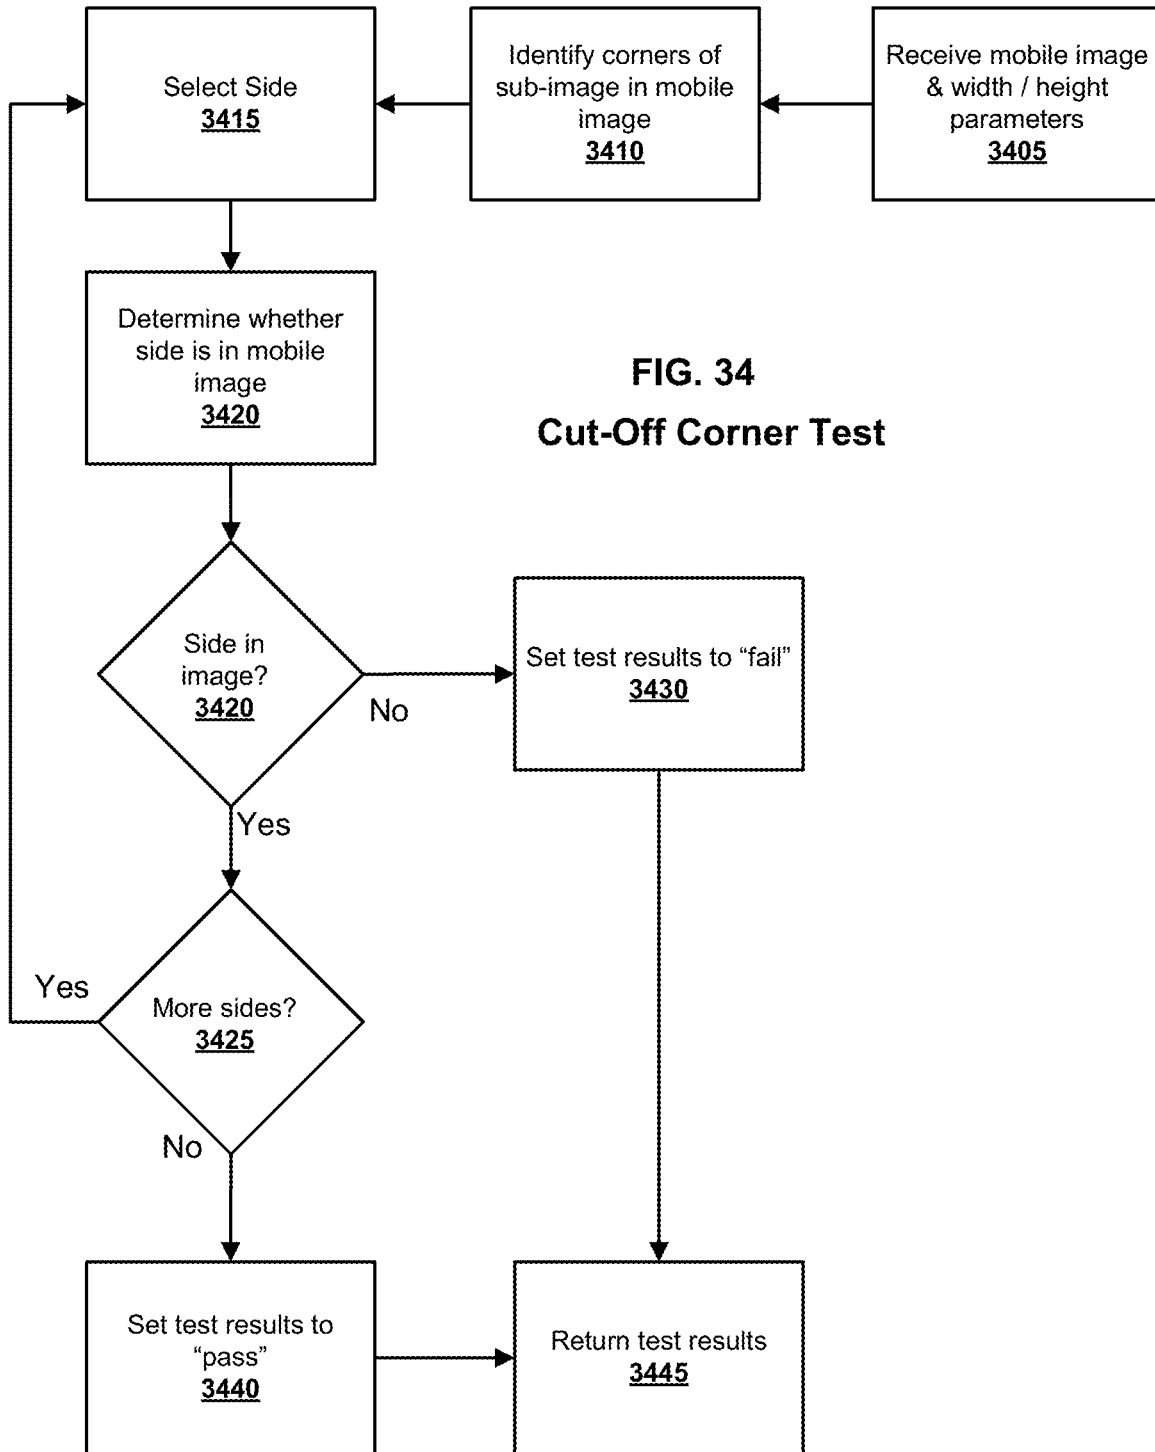 Select Side
3415
Identify corners of
sub-image in mobile
image
3410
Receive mobile image
& width / height
parameters
3405
Determine whether
side is in mobile
image
3420
FIG. 34
Cut-Off Corner Test
Side in
image?
3420
No
Set test results to “fail”
3430
Yes
Yes
More sides?
3425
No
Set test results to
“pass”
3440
Return test results
3445